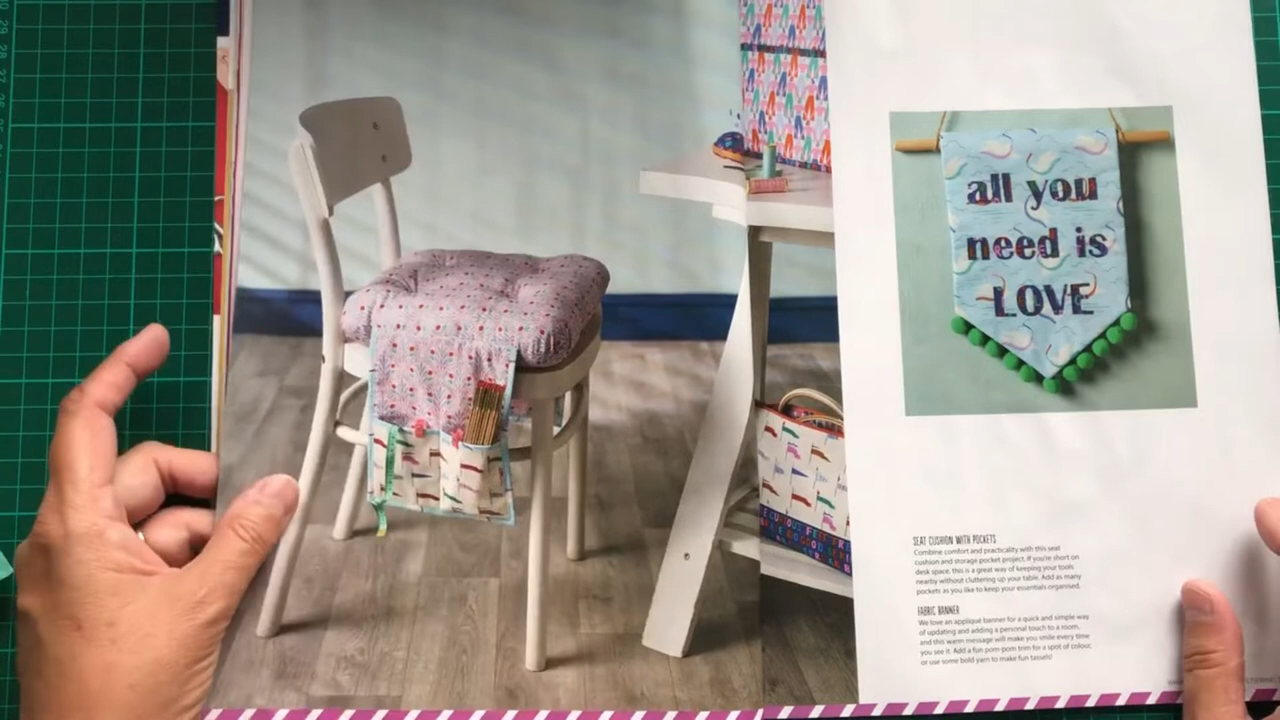 all you
need is
LOVE
SEAT CUSHION WITH POCKETS
Combine comfort and practicality with this seat
cushion and storage pocket project. If you're short on
desk space, this is a great way of keeping your tools
nearby without cluttering up your table. Add as many
pockets as you like to keep your essentials organised.
FABRIC BANNER
We love an appliqué banner for a quick and simple way
of updating and adding a personal touch to a room,
and this warm message will make you smile every time
you see it. Add a fun pom-pom trim for a spot of colour,
or use some bold yarn to make fun tassels!